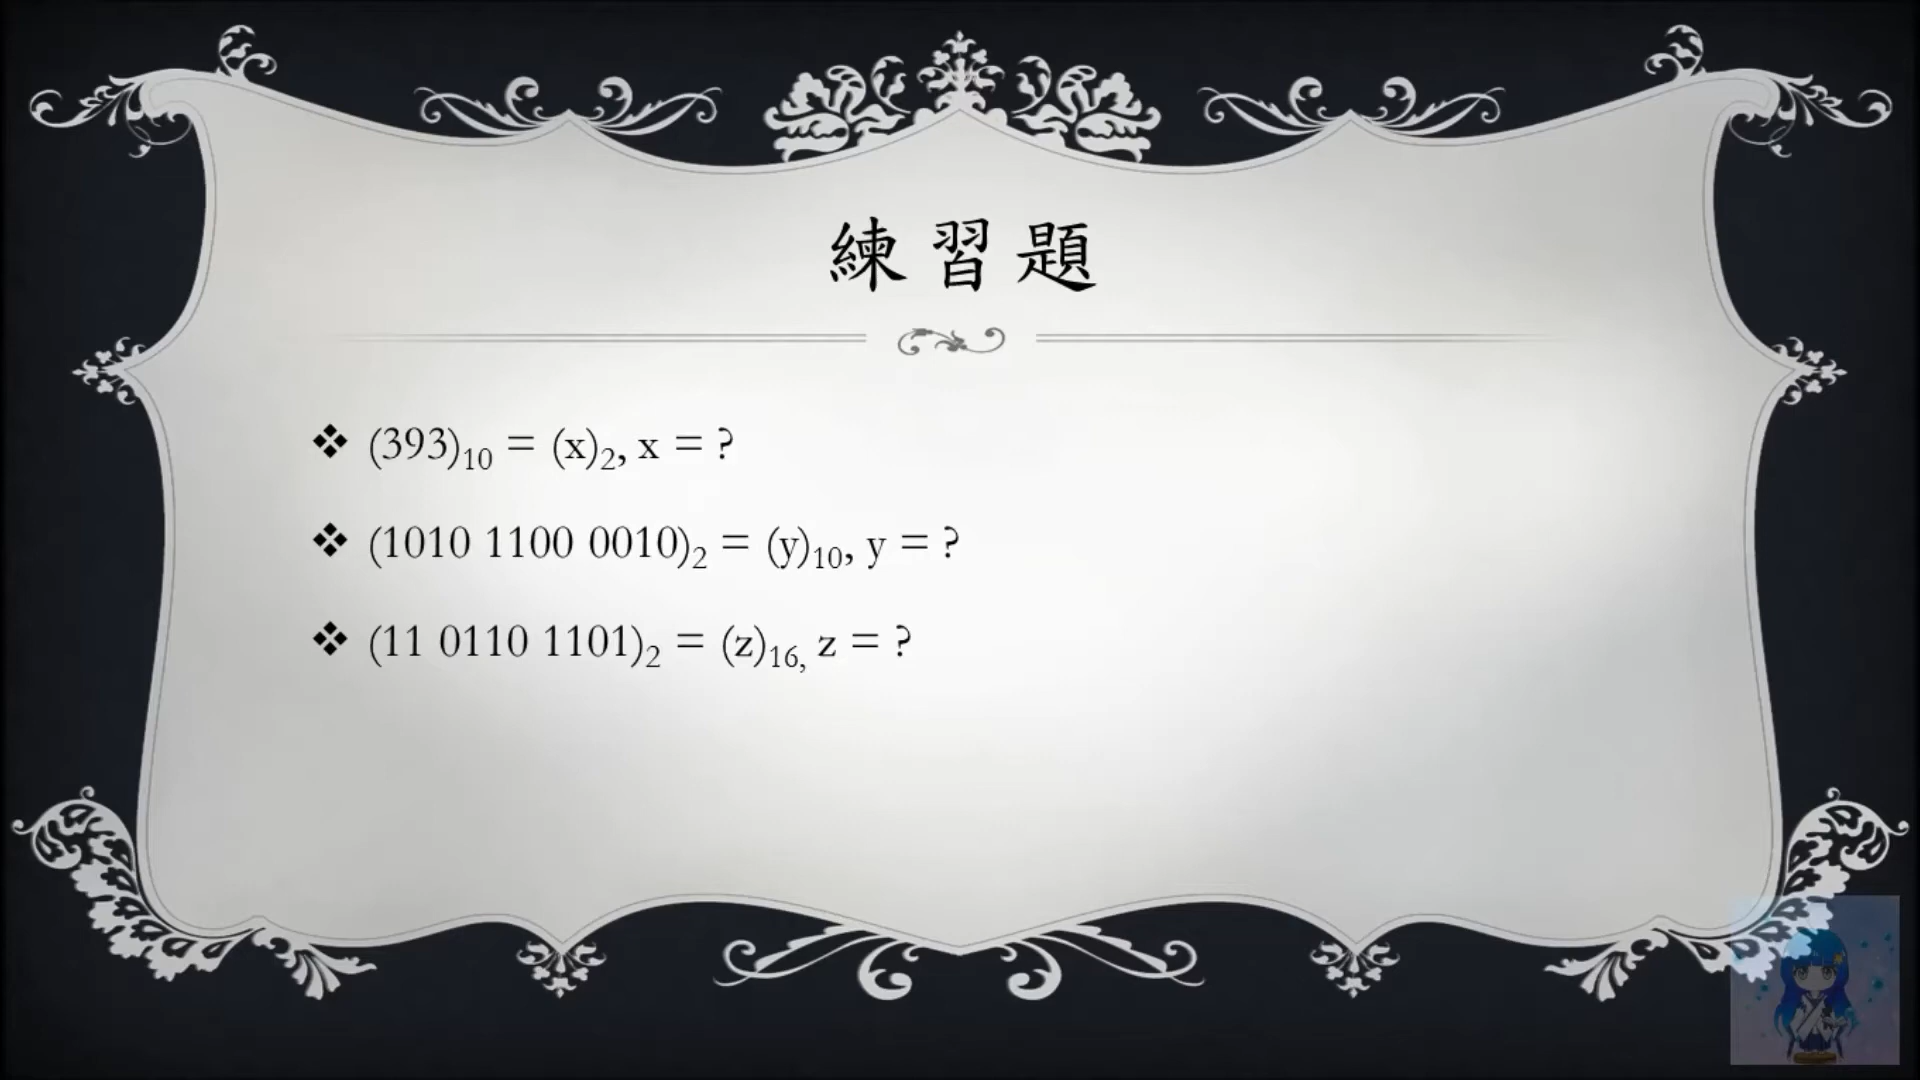 練習題
❖ (393)₁₀ = (x)₂, x = ?
❖ (1010 1100 0010)₂ = (y)₁₀, y = ?
❖ (11 0110 1101)₂ = (z)₁₆, z = ?